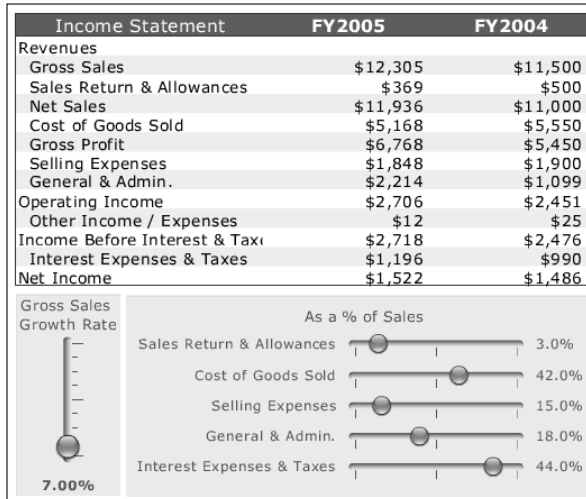 Income Statement FY2005 FY2004
Revenues
Gross Sales $12,305 $11,500
Sales Return & Allowances $369 $500
Net Sales $11,936 $11,000
Cost of Goods Sold $5,168 $5,550
Gross Profit $6,768 $5,450
Selling Expenses $1,848 $1,900
General & Admin. $2,214 $1,099
Operating Income $2,706 $2,451
Other Income / Expenses $12 $25
Income Before Interest & Taxe $2,718 $2,476
Interest Expenses & Taxes $1,196 $990
Net Income $1,522 $1,486
Gross Sales
Growth Rate
7.00%
As a % of Sales
Sales Return & Allowances 3.0%
Cost of Goods Sold 42.0%
Selling Expenses 15.0%
General & Admin. 18.0%
Interest Expenses & Taxes 44.0%